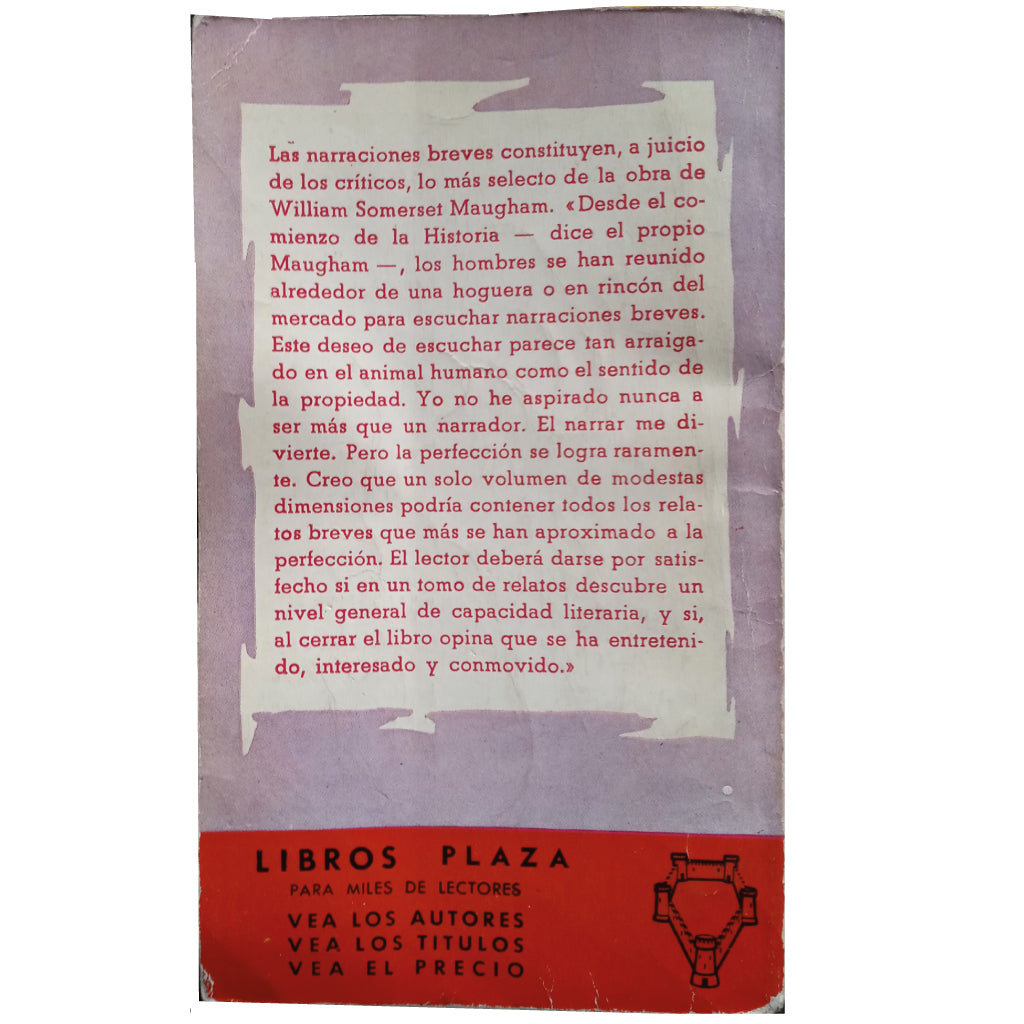 Las narraciones breves constituyen, a juicio
de los críticos, lo más selecto de la obra de
William Somerset Maugham. «Desde el co-
mienzo de la Historia — dice el propio
Maugham —, los hombres se han reunido
alrededor de una hoguera o en rincón del
mercado para escuchar narraciones breves.
Este deseo de escuchar parece tan arraiga-
do en el animal humano como el sentido de
la propiedad. Yo no he aspirado nunca a
ser más que un narrador. El narrar me di-
vierte. Pero la perfección se logra raramen-
te. Creo que un solo volumen de modestas
dimensiones podría contener todos los rela-
tos breves que más se han aproximado a la
perfección. El lector deberá darse por satis-
fecho si en un tomo de relatos descubre un
nivel general de capacidad literaria, y si,
al cerrar el libro opina que se ha entreteni-
do, interesado y conmovido.»
LIBROS PLAZA
PARA MILES DE LECTORES
VEA LOS AUTORES
VEA LOS TITULOS
VEA EL PRECIO